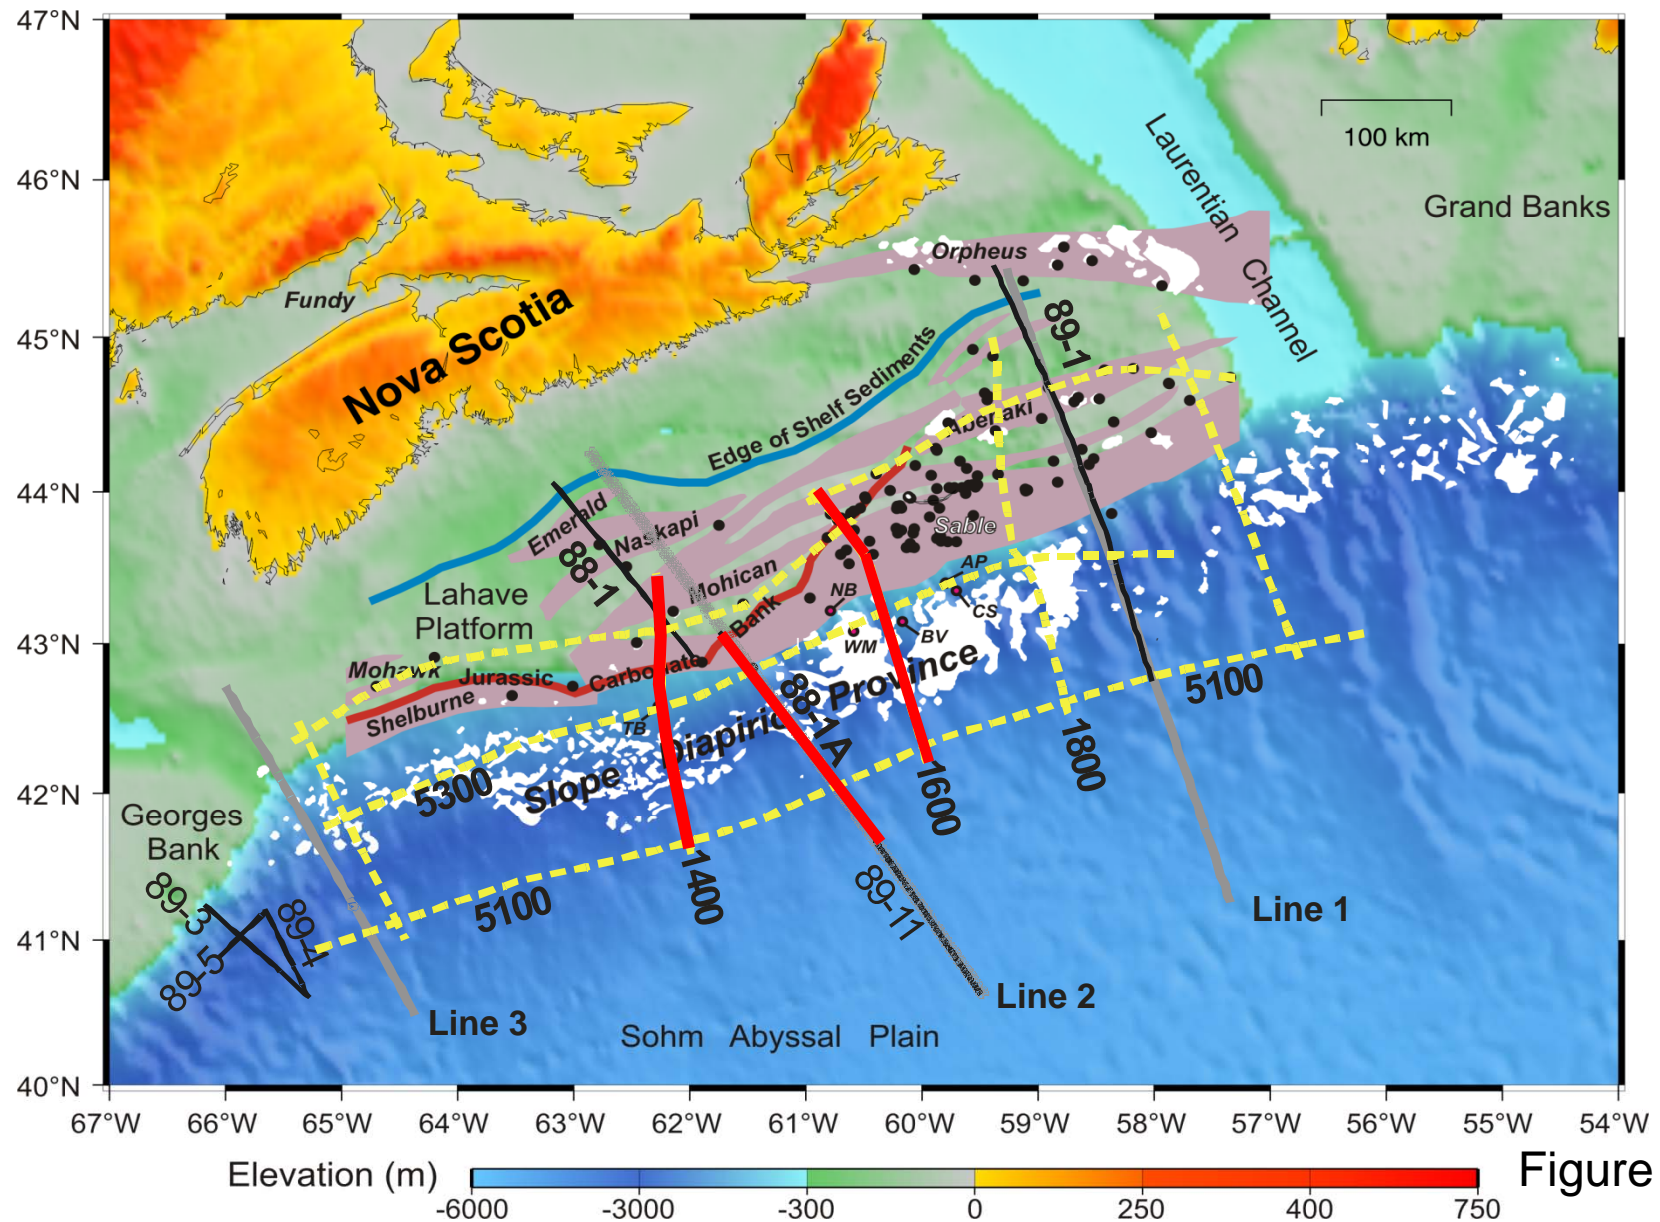 47°N
46°N
45°N
44°N
43°N
42°N
41°N
40°N
67°W
66°W
65°W
64°W
63°W
62°W
61°W
60°W
59°W
58°W
57°W
56°W
55°W
54°W
100 km
Laurentian
Channel
Grand Banks
Orpheus
Fundy
Nova Scotia
89-1
Edge of Shelf Sediments
Abenaki
Emerald
Naskapi
Sable
88-1
Mohican
AP
NB
CS
Lahave
Platform
BV
WM
Bank
Mohawk
Jurassic
Carbonate
Shelburne
TB
88-1A
Slope
Diapiric
Province
5100
5300
1800
1600
Georges
Bank
1400
5100
89-3
89-4
89-5
89-11
Line 1
Line 2
Line 3
Sohm Abyssal Plain
Elevation (m)
-6000
-3000
-300
0
250
400
750
Figure